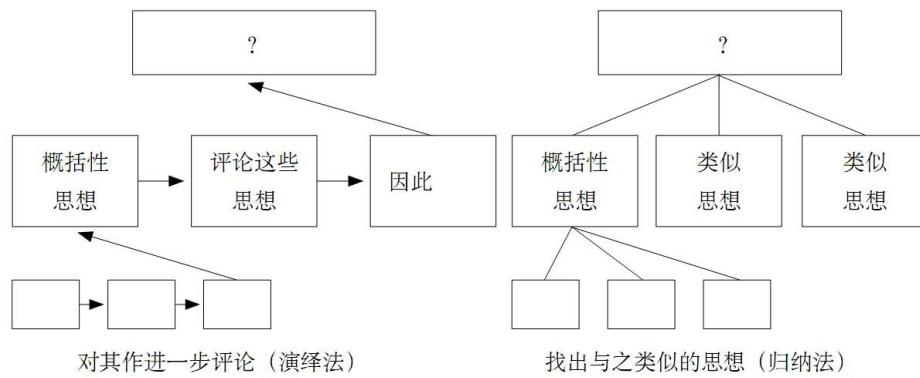 ?
?
概括性
思想
评论这些
思想
因此
概括性
思想
类似
思想
类似
思想
对其作进一步评论（演绎法）
找出与之类似的思想（归纳法）